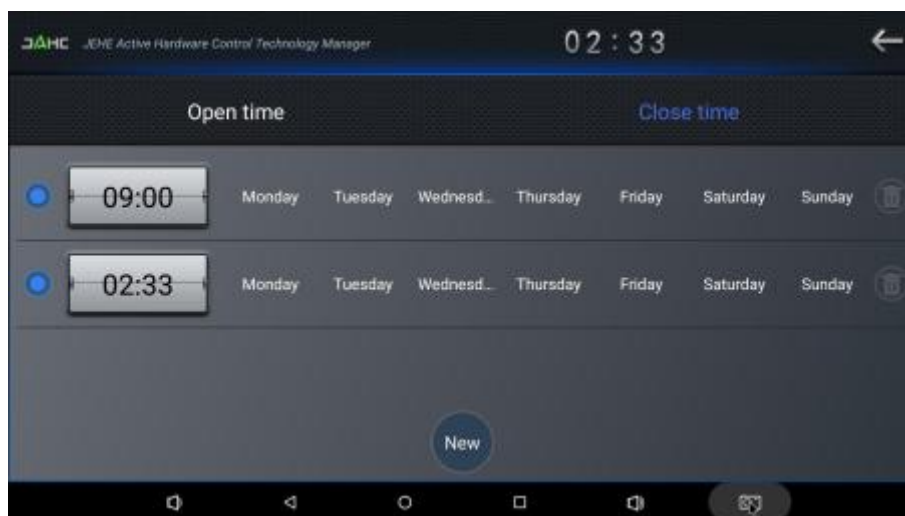 JAHC JEHE Active Hardware Control Technology Manager 02:33
Open time Close time
09:00 Monday Tuesday Wednesd... Thursday Friday Saturday Sunday
02:33 Monday Tuesday Wednesd... Thursday Friday Saturday Sunday
New